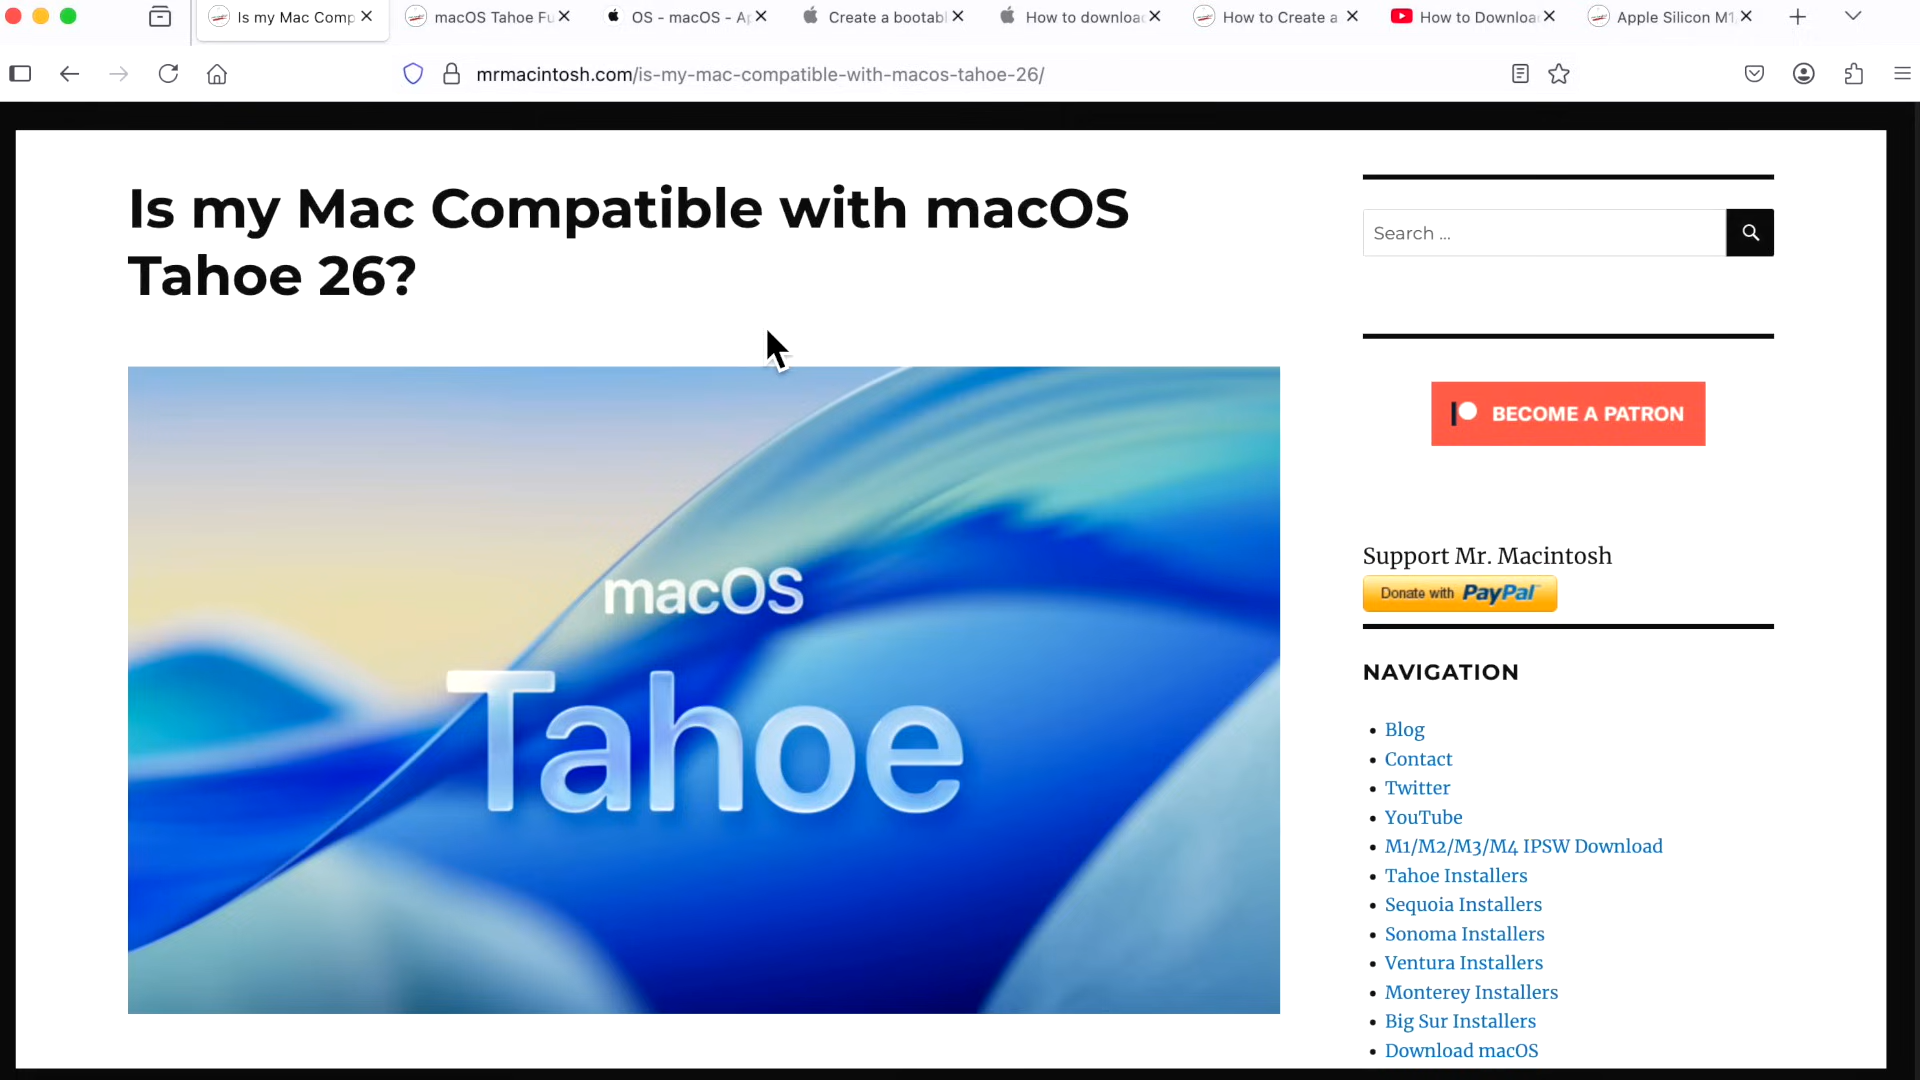 Is my Mac Comp
macOS Tahoe Fu
OS - macOS - Ap
Create a bootabl
How to downloa
How to Create a
How to Downloa
Apple Silicon M1
mrmacintosh.com/is-my-mac-compatible-with-macos-tahoe-26/
Is my Mac Compatible with macOS
Tahoe 26?
macOS
Tahoe
Search ...
BECOME A PATRON
Support Mr. Macintosh
Donate with PayPal
NAVIGATION
Blog
Contact
Twitter
YouTube
M1/M2/M3/M4 IPSW Download
Tahoe Installers
Sequoia Installers
Sonoma Installers
Ventura Installers
Monterey Installers
Big Sur Installers
Download macOS